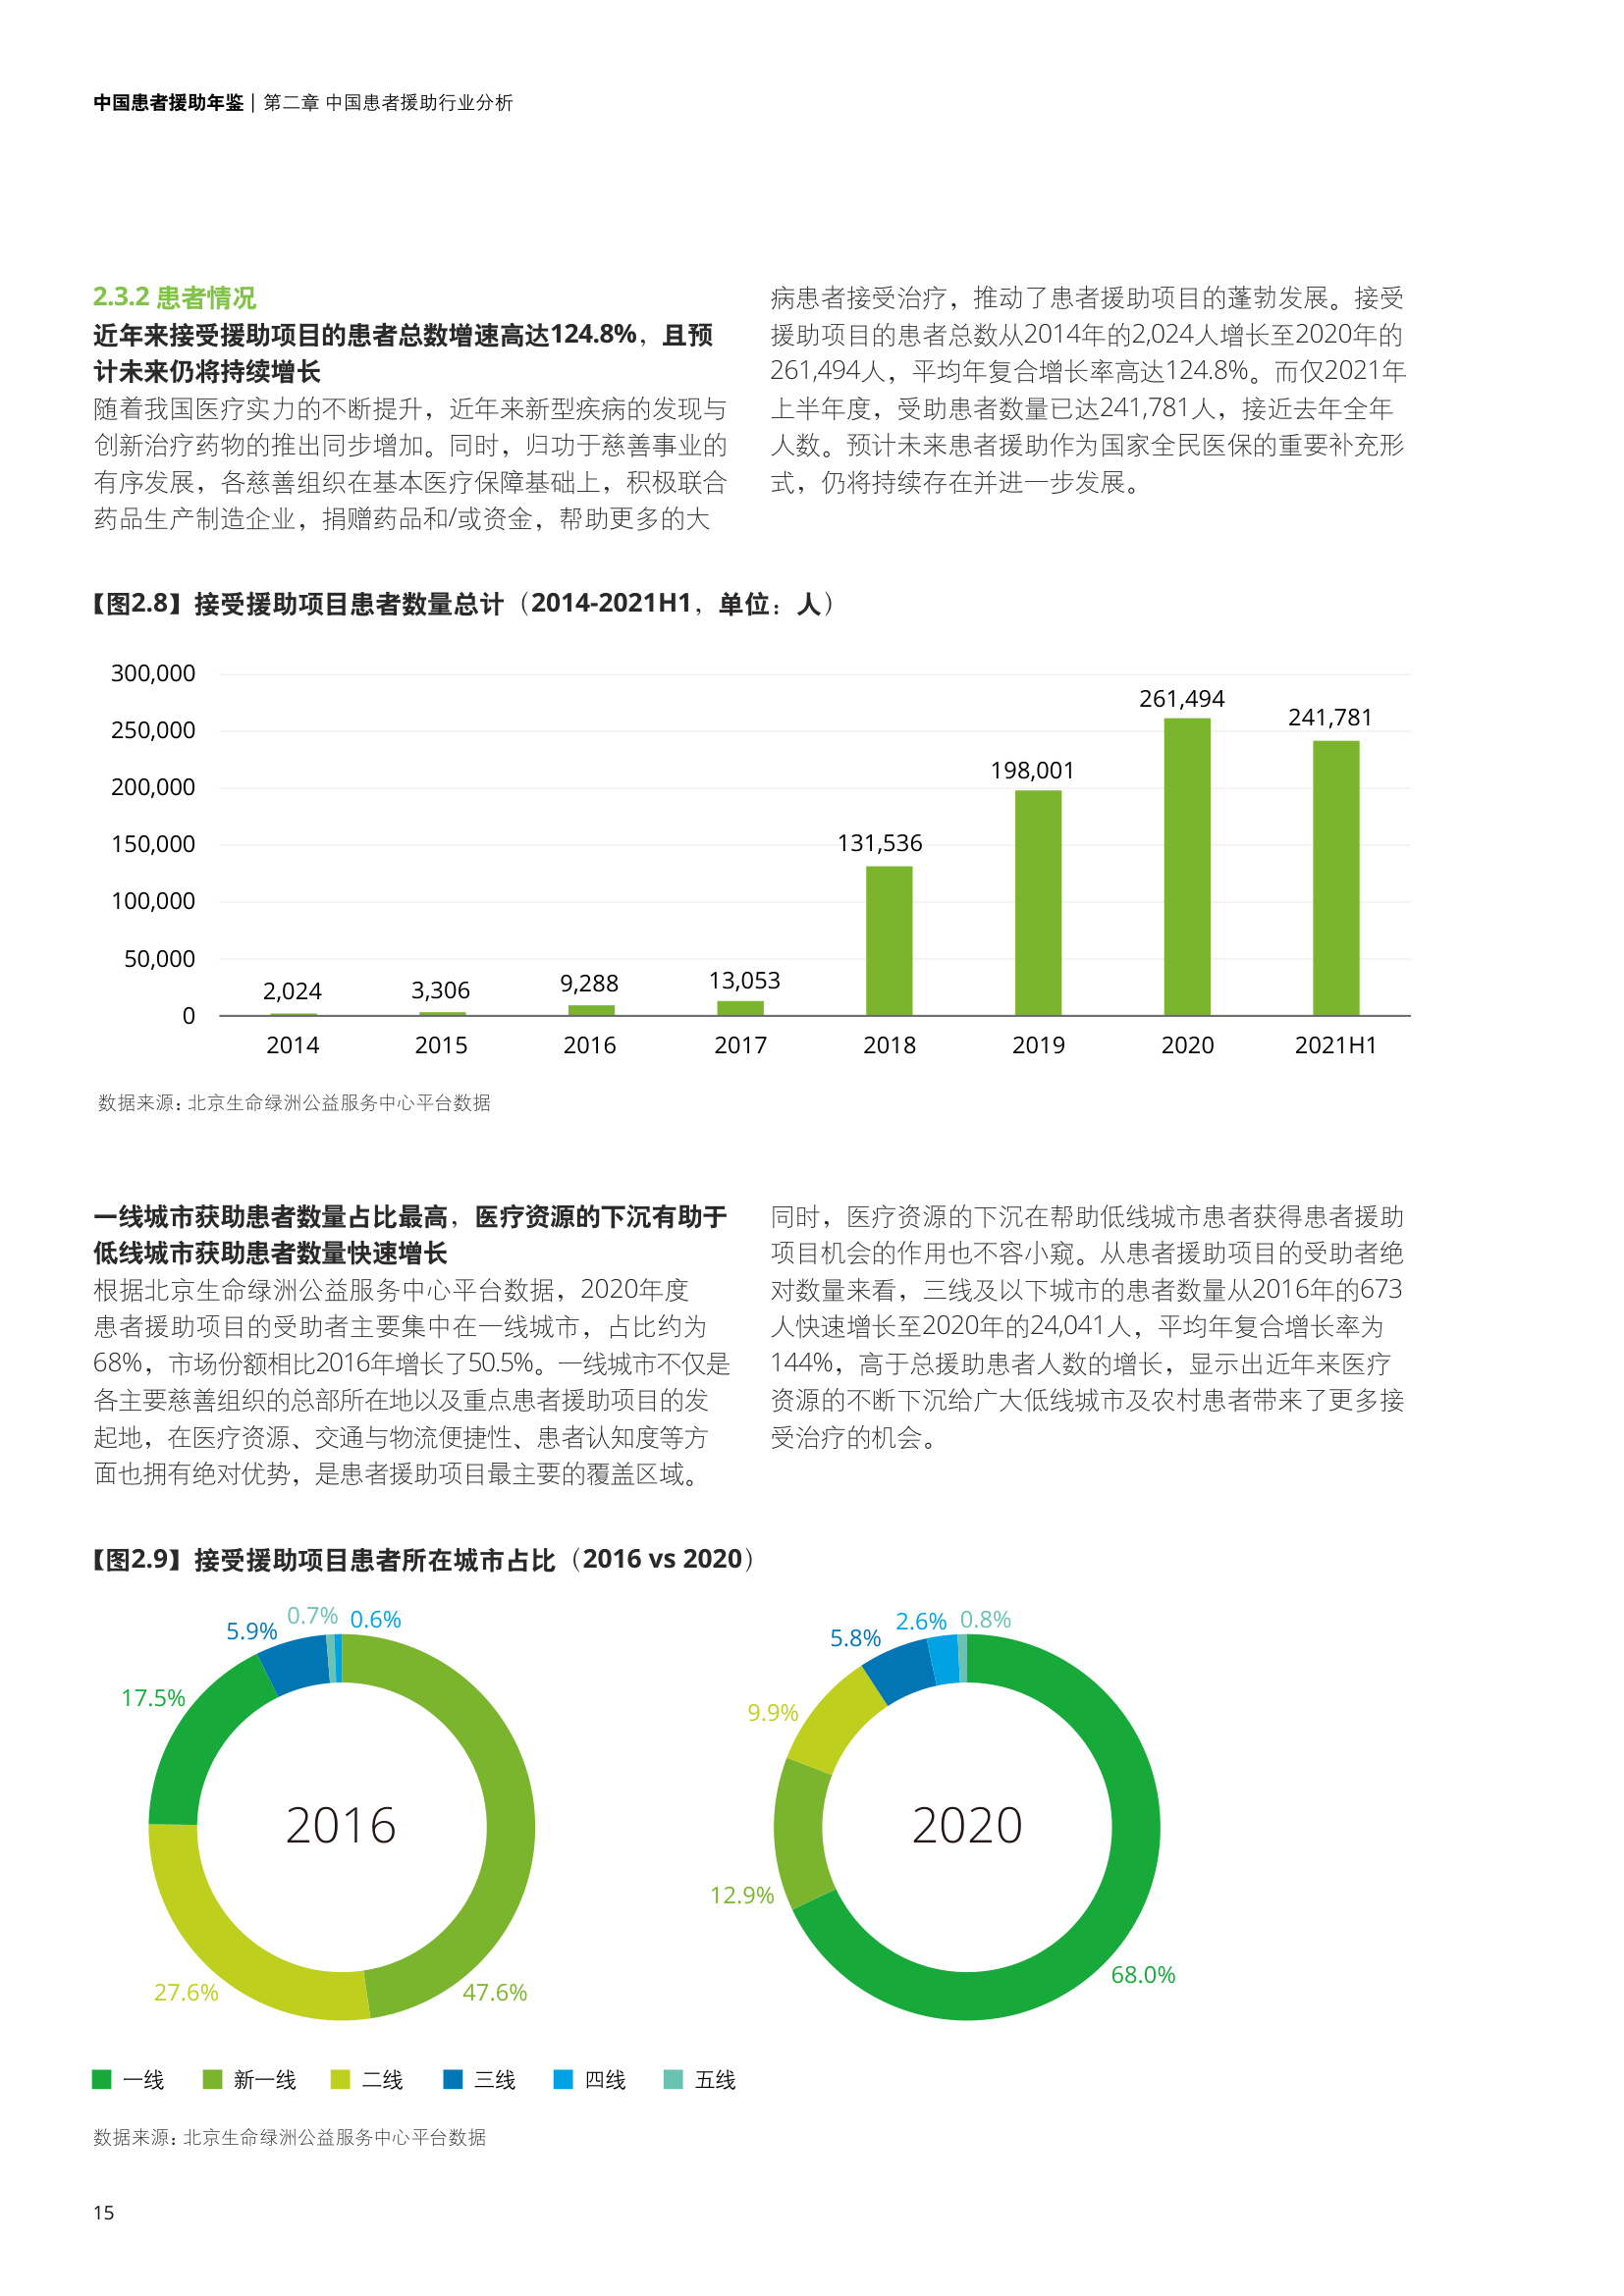 中国患者援助年鉴 | 第二章 中国患者援助行业分析
2.3.2 患者情况
近年来接受援助项目的患者总数增速高达124.8%，且预
计未来仍将持续增长
随着我国医疗实力的不断提升，近年来新型疾病的发现与
创新治疗药物的推出同步增加。同时，归功于慈善事业的
有序发展，各慈善组织在基本医疗保障基础上，积极联合
药品生产制造企业，捐赠药品和/或资金，帮助更多的大
病患者接受治疗，推动了患者援助项目的蓬勃发展。接受
援助项目的患者总数从2014年的2,024人增长至2020年的
261,494人，平均年复合增长率高达124.8%。而仅2021年
上半年度，受助患者数量已达241,781人，接近去年全年
人数。预计未来患者援助作为国家全民医保的重要补充形
式，仍将持续存在并进一步发展。
【图2.8】接受援助项目患者数量总计（2014-2021H1，单位：人）
300,000
250,000
200,000
150,000
100,000
50,000
0
2,024
3,306
9,288
13,053
131,536
198,001
261,494
241,781
2014
2015
2016
2017
2018
2019
2020
2021H1
数据来源：北京生命绿洲公益服务中心平台数据
一线城市获助患者数量占比最高，医疗资源的下沉有助于
低线城市获助患者数量快速增长
根据北京生命绿洲公益服务中心平台数据，2020年度
患者援助项目的受助者主要集中在一线城市，占比约为
68%，市场份额相比2016年增长了50.5%。一线城市不仅是
各主要慈善组织的总部所在地以及重点患者援助项目的发
起地，在医疗资源、交通与物流便捷性、患者认知度等方
面也拥有绝对优势，是患者援助项目最主要的覆盖区域。
同时，医疗资源的下沉在帮助低线城市患者获得患者援助
项目机会的作用也不容小窥。从患者援助项目的受助者绝
对数量来看，三线及以下城市的患者数量从2016年的673
人快速增长至2020年的24,041人，平均年复合增长率为
144%，高于总援助患者人数的增长，显示出近年来医疗
资源的不断下沉给广大低线城市及农村患者带来了更多接
受治疗的机会。
【图2.9】接受援助项目患者所在城市占比（2016 vs 2020）
0.7%
0.6%
5.9%
17.5%
2016
27.6%
47.6%
2.6%
0.8%
5.8%
9.9%
2020
12.9%
68.0%
一线
新一线
二线
三线
四线
五线
数据来源：北京生命绿洲公益服务中心平台数据
15